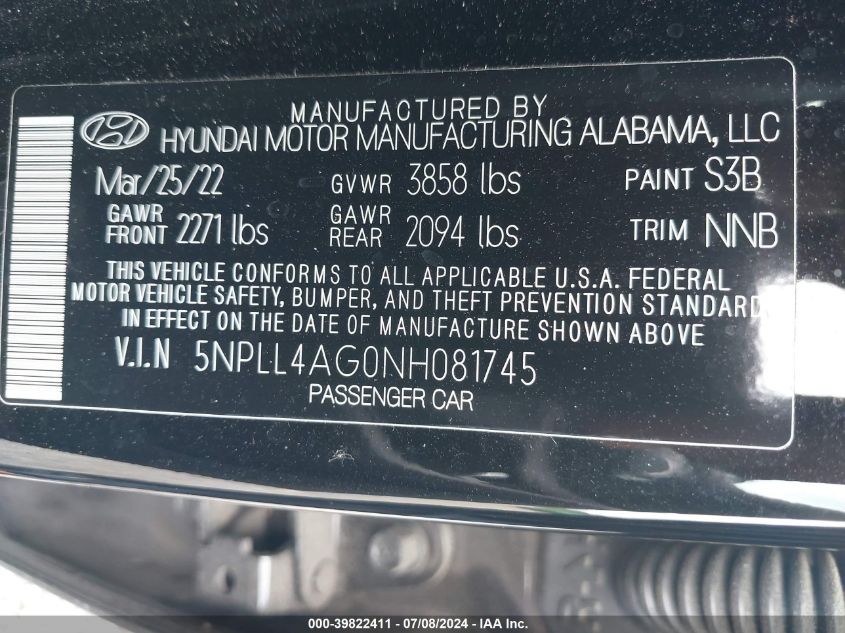 MANUFACTURED BY
HYUNDAI MOTOR MANUFACTURING ALABAMA, LLC
Mar/25/22 GVWR 3858 lbs PAINT S3B
GAWR FRONT 2271 lbs GAWR REAR 2094 lbs TRIM NNB
THIS VEHICLE CONFORMS TO ALL APPLICABLE U.S.A. FEDERAL
MOTOR VEHICLE SAFETY, BUMPER, AND THEFT PREVENTION STANDARDS
IN EFFECT ON THE DATE OF MANUFACTURE SHOWN ABOVE
V.I.N 5NPLL4AG0NH081745
PASSENGER CAR
000-39822411 - 07/08/2024 - IAA Inc.